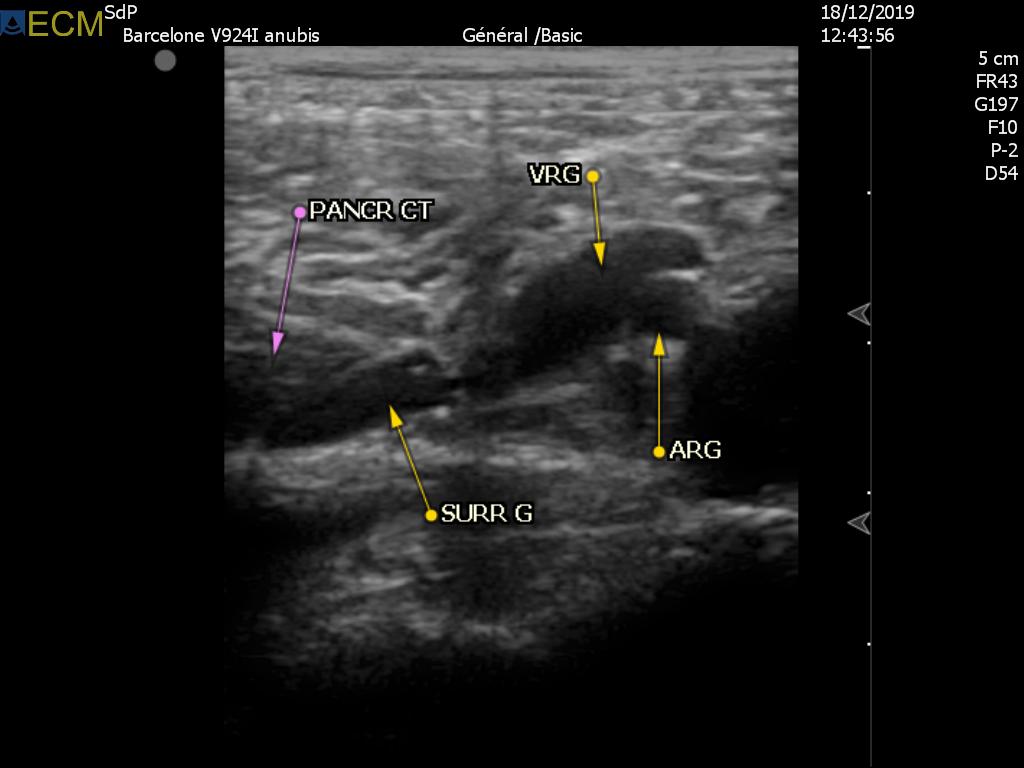 ECM
SdP
18/12/2019
Barcelone V924I anubis
Général /Basic
12:43:56
5 cm
FR43
G197
F10
P-2
D54
VRG
PANCR CT
ARG
SURR G